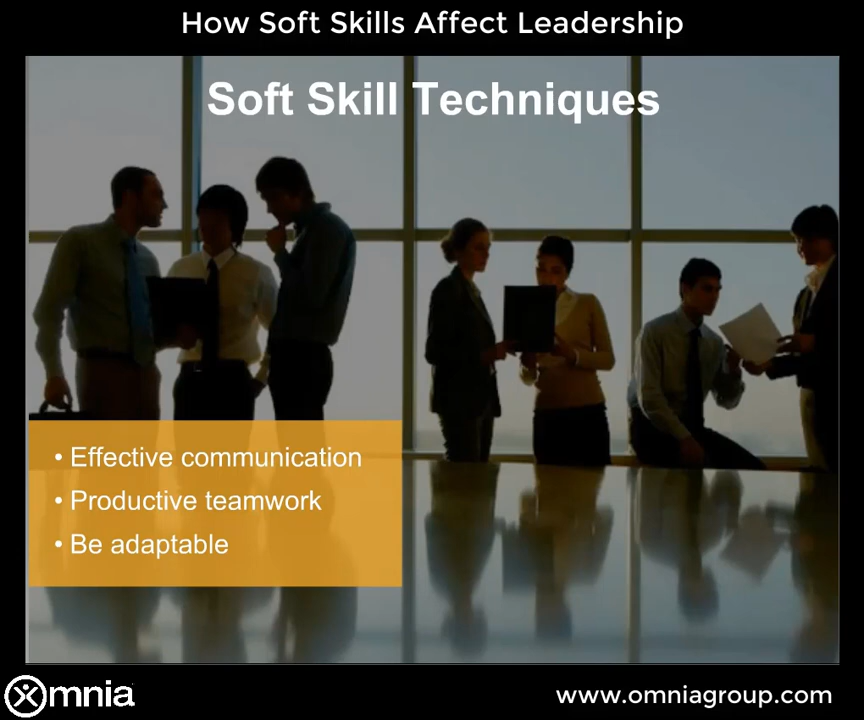 How Soft Skills Affect Leadership
Soft Skill Techniques
• Effective communication
• Productive teamwork
• Be adaptable
Omnia
www.omniagroup.com